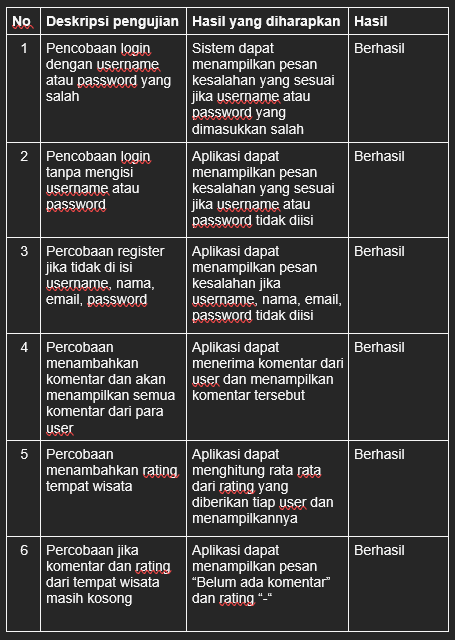 No Deskripsi pengujian Hasil yang diharapkan Hasil
1 Pencobaan login Sistem dapat Berhasil
dengan username menampilkan pesan
atau password yang kesalahan yang sesuai
salah jika username atau
password yang
dimasukkan salah
2 Pencobaan login Aplikasi dapat Berhasil
tanpa mengisi menampilkan pesan
username atau kesalahan yang sesuai
password jika username atau
password tidak diisi
3 Percobaan register Aplikasi dapat Berhasil
jika tidak di isi menampilkan pesan
username, nama, kesalahan jika
email, password username, nama, email,
password tidak diisi
4 Percobaan Aplikasi dapat Berhasil
menambahkan menerima komentar dari
komentar dan akan user dan menampilkan
menampilkan semua komentar tersebut
komentar dari para
user
5 Percobaan Aplikasi dapat Berhasil
menambahkan rating menghitung rata rata
tempat wisata dari rating yang
diberikan tiap user dan
menampilkannya
6 Percobaan jika Aplikasi dapat Berhasil
komentar dan rating menampilkan pesan
dari tempat wisata “Belum ada komentar”
masih kosong dan rating “-“